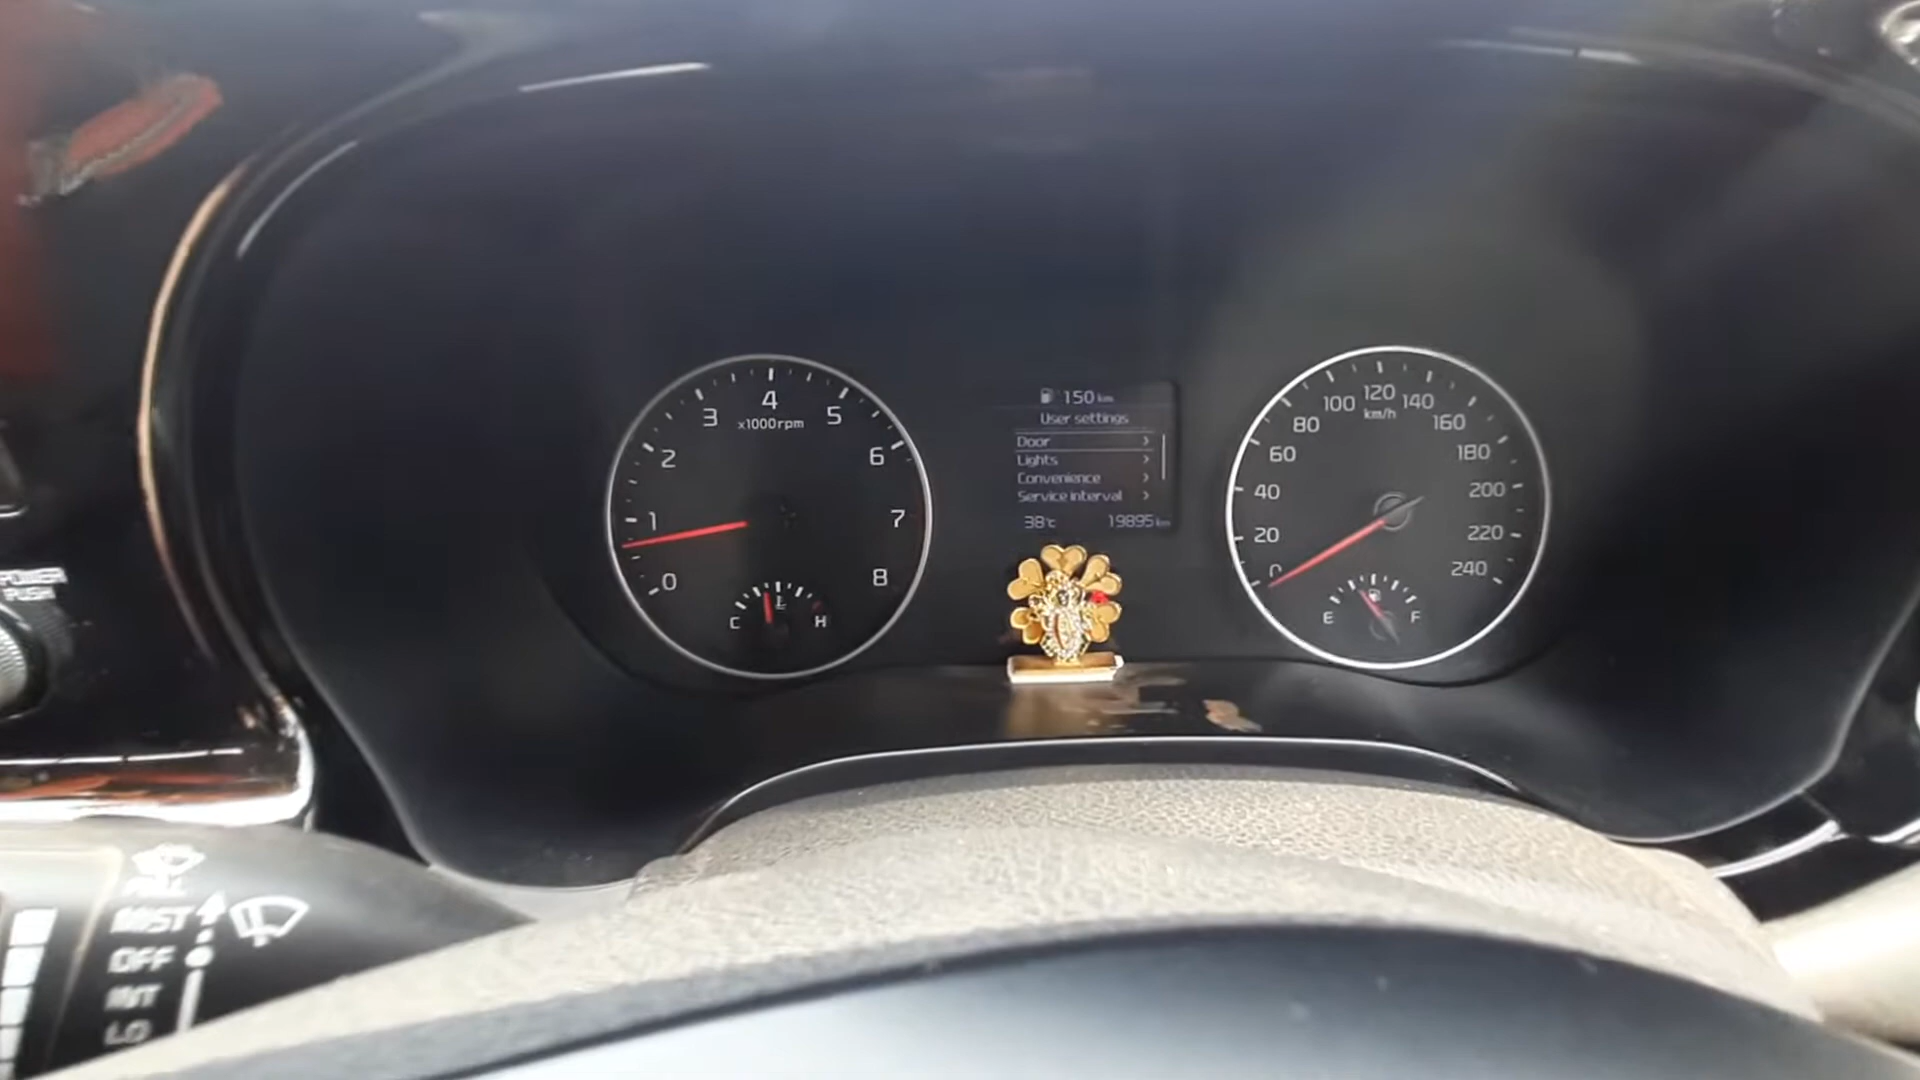 POWER
PUSH
0
1
2
3
4
5
6
7
8
x1000rpm
C
H
150 km
User settings
Door
Lights
Convenience
Service interval
38°C
19895 km
0
20
40
60
80
100
120
140
160
180
200
220
240
km/h
E
F
MIST
OFF
INT
LO